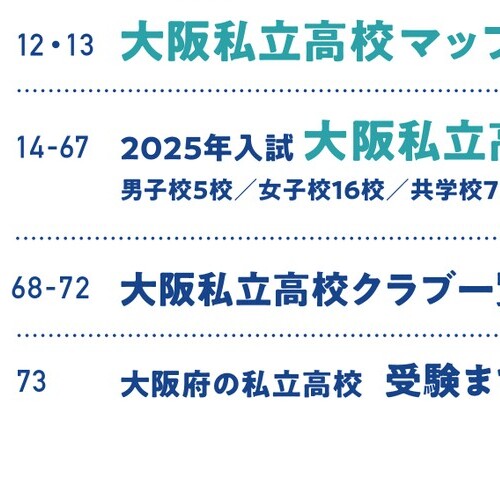 12・13 大阪私立高校マップ
14-67 2025年入試 大阪私立高
男子校5校／女子校16校／共学校7
68-72 大阪私立高校クラブ一
73 大阪府の私立高校 受験ま